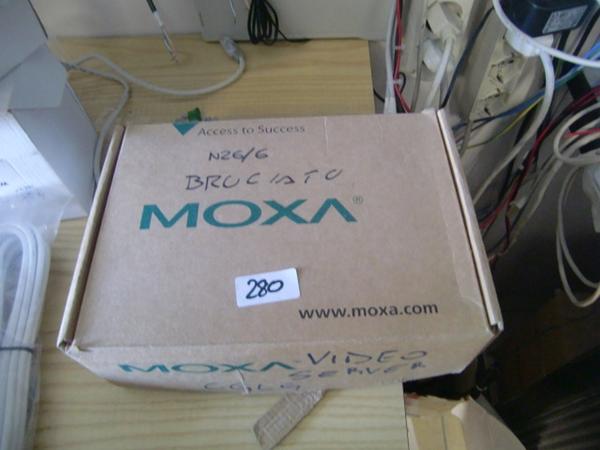 Access to Success
N26/6
BRUCIATO
MOXA®
280
www.moxa.com
MOXA-VIDEO
SERVER